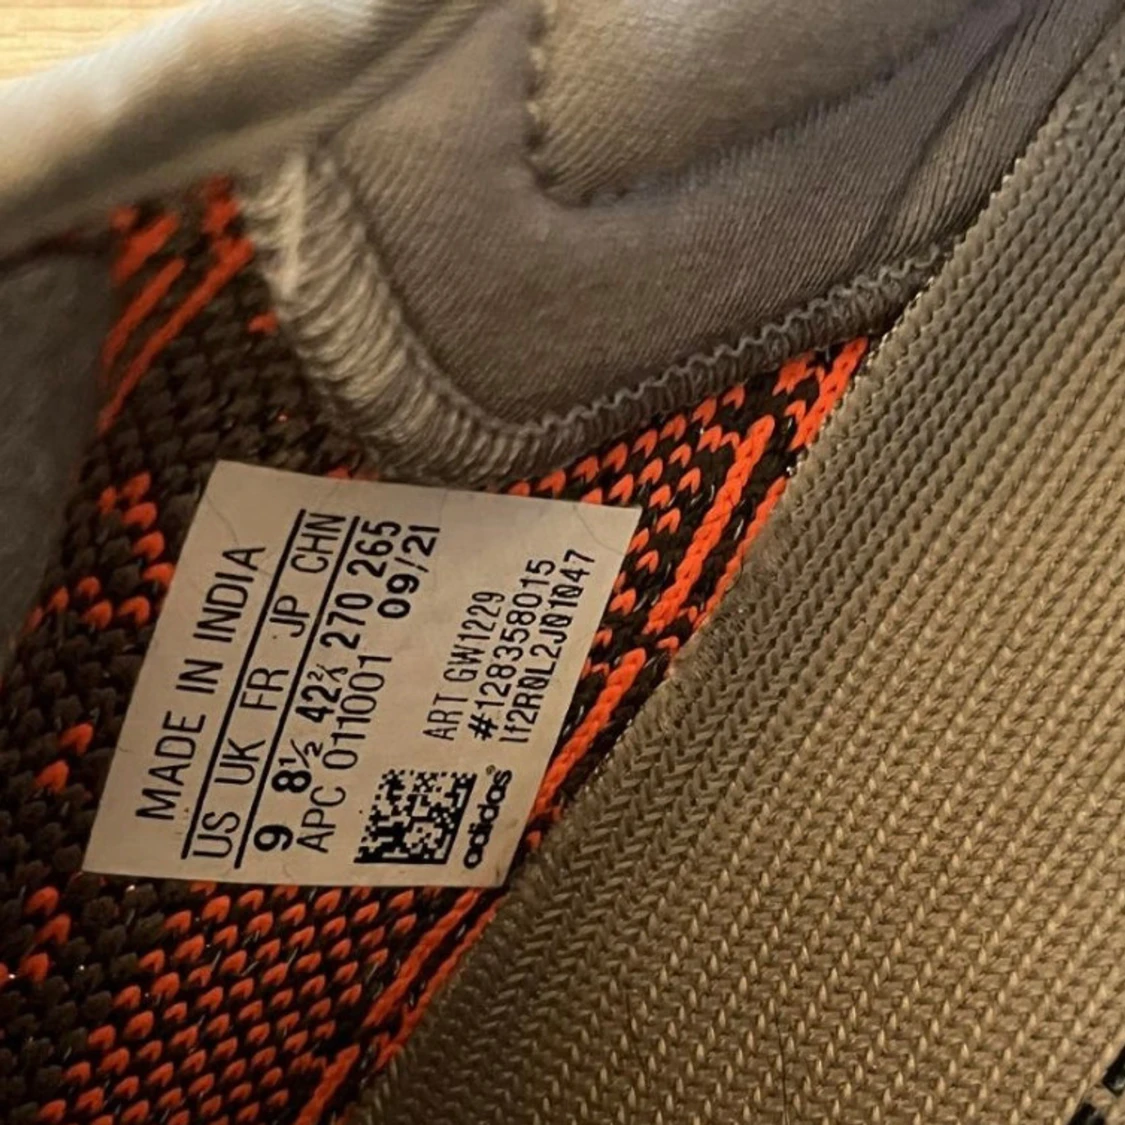 MADE IN INDIA
US UK FR JP CHN
9 8½ 42⅔ 270 265
APC 011001 09/21
ART GW1229
#128358015
1f2R0L2J01047
adidas®